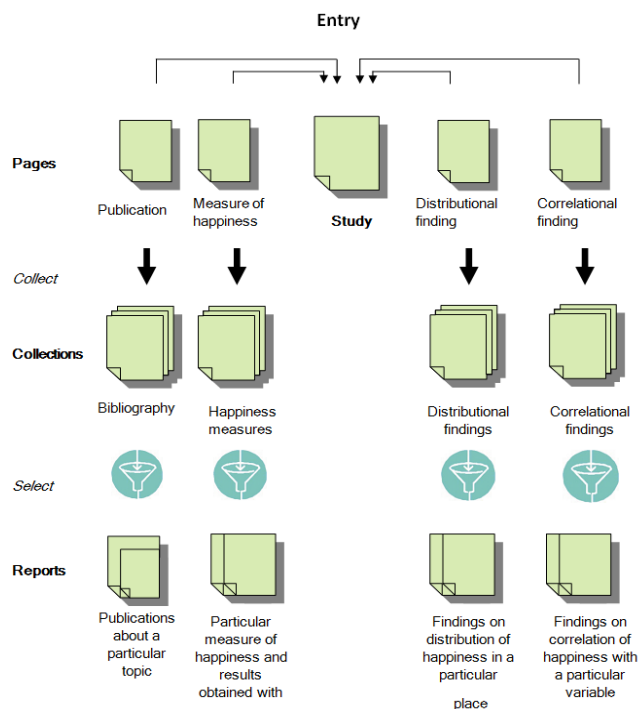 Entry
Pages
Publication
Measure of
happiness
Study
Distributional
finding
Correlational
finding
Collect
Collections
Bibliography
Happiness
measures
Distributional
findings
Correlational
findings
Select
Reports
Publications
about a
particular
topic
Particular
measure of
happiness and
results
obtained with
Findings on
distribution of
happiness in a
particular
place
Findings on
correlation of
happiness with
a particular
variable